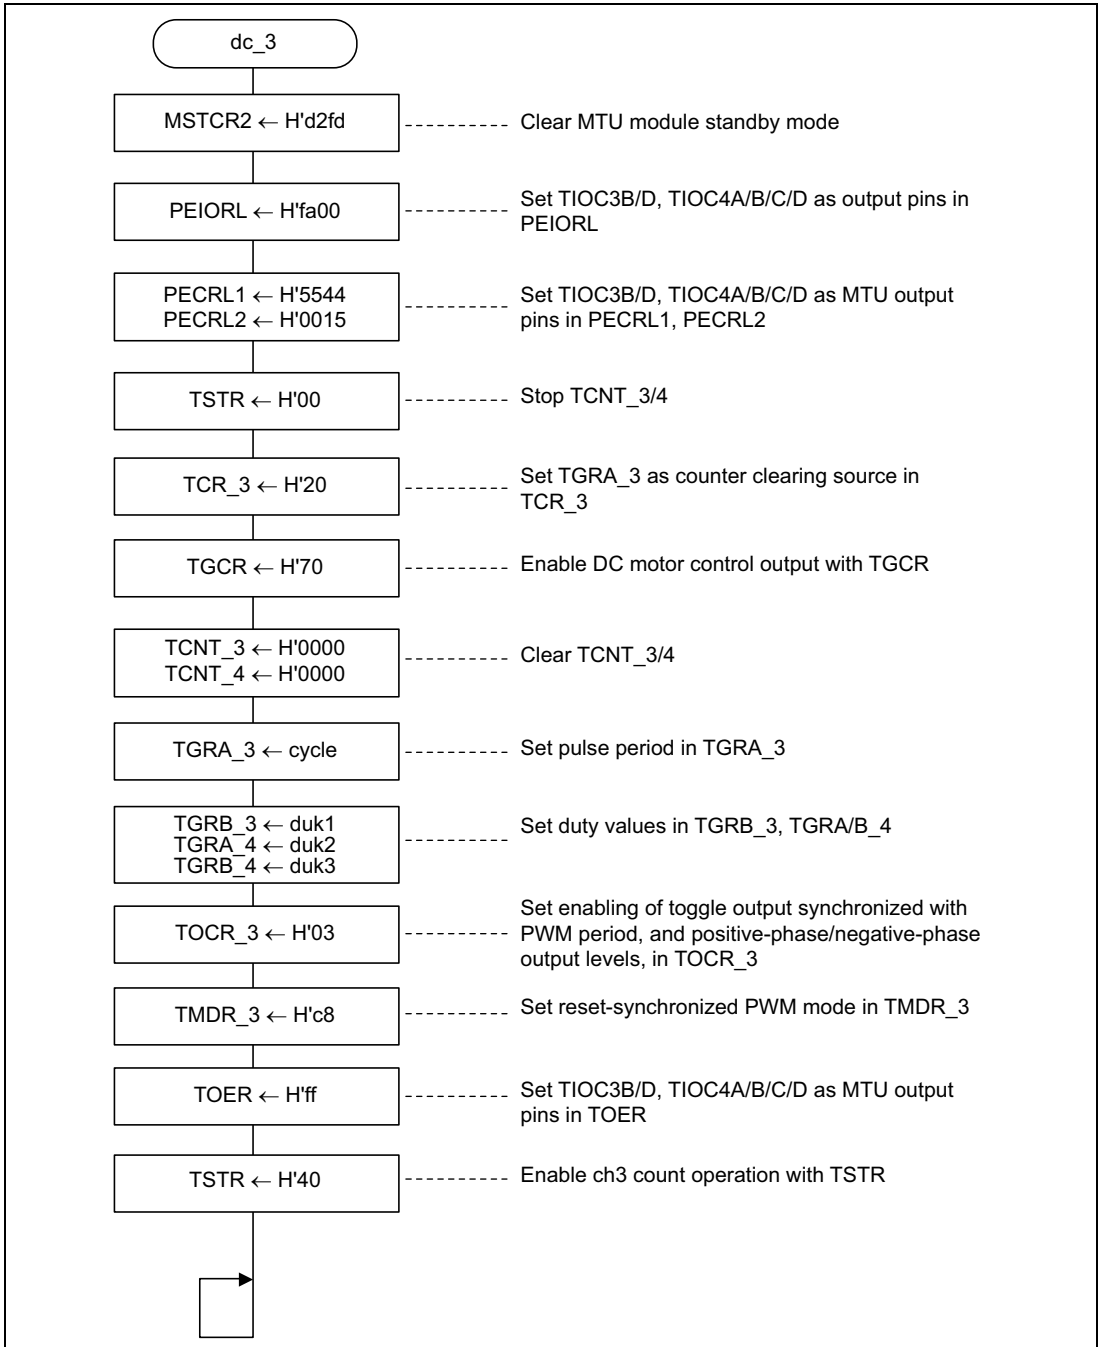 dc_3
MSTCR2 ← H'd2fd
Clear MTU module standby mode
PEIORL ← H'fa00
Set TIOC3B/D, TIOC4A/B/C/D as output pins in
PEIORL
PECRL1 ← H'5544
PECRL2 ← H'0015
Set TIOC3B/D, TIOC4A/B/C/D as MTU output
pins in PECRL1, PECRL2
TSTR ← H'00
Stop TCNT_3/4
TCR_3 ← H'20
Set TGRA_3 as counter clearing source in
TCR_3
TGCR ← H'70
Enable DC motor control output with TGCR
TCNT_3 ← H'0000
TCNT_4 ← H'0000
Clear TCNT_3/4
TGRA_3 ← cycle
Set pulse period in TGRA_3
TGRB_3 ← duk1
TGRA_4 ← duk2
TGRB_4 ← duk3
Set duty values in TGRB_3, TGRA/B_4
TOCR_3 ← H'03
Set enabling of toggle output synchronized with
PWM period, and positive-phase/negative-phase
output levels, in TOCR_3
TMDR_3 ← H'c8
Set reset-synchronized PWM mode in TMDR_3
TOER ← H'ff
Set TIOC3B/D, TIOC4A/B/C/D as MTU output
pins in TOER
TSTR ← H'40
Enable ch3 count operation with TSTR